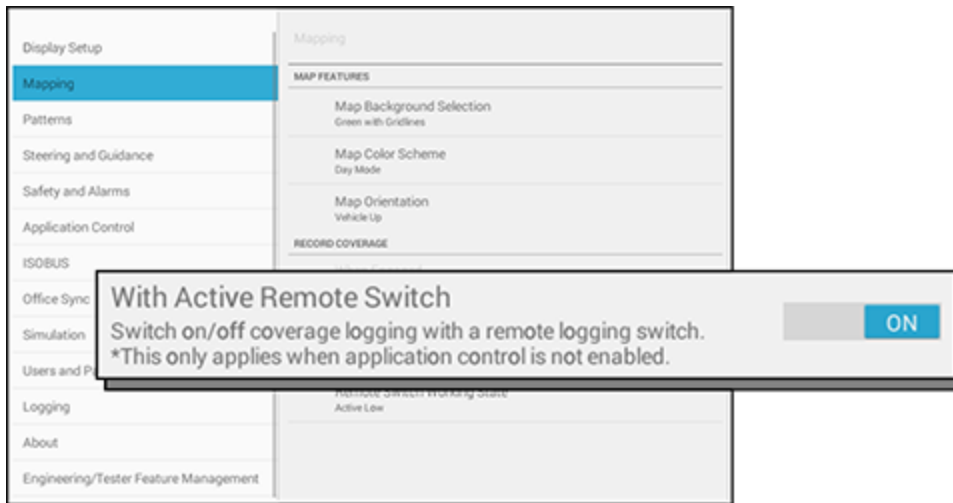 Display Setup
Mapping
Patterns
Steering and Guidance
Safety and Alarms
Application Control
ISOBUS
Office Sync
Simulation
Users and
Logging
About
Engineering/Tester Feature Management
Mapping
MAP FEATURES
Map Background Selection
Green with Gridlines
Map Color Scheme
Day Mode
Map Orientation
Vehicle Up
RECORD COVERAGE
With Active Remote Switch
Switch on/off coverage logging with a remote logging switch.
*This only applies when application control is not enabled.
ON
Remote Switch Working State
Active Low